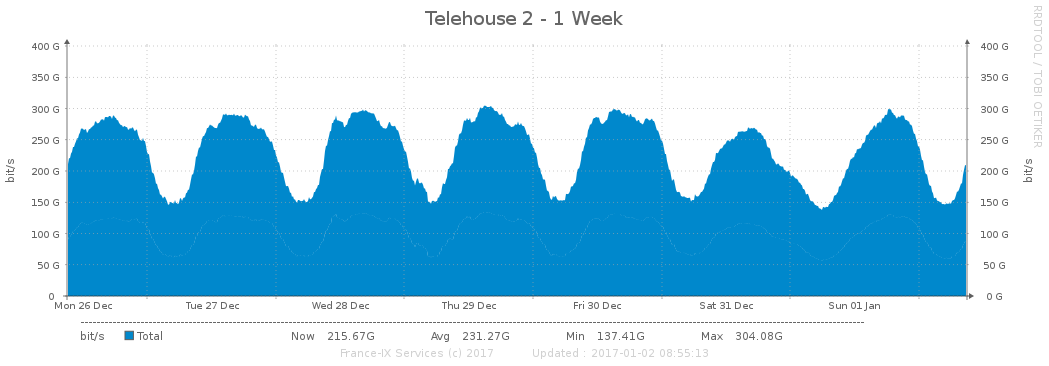 Telehouse 2 - 1 Week
RRDTOOL / TOBI OETIKER
bit/s
400 G
350 G
300 G
250 G
200 G
150 G
100 G
50 G
0
400 G
350 G
300 G
250 G
200 G
150 G
100 G
50 G
0 G
bit/s
Mon 26 Dec Tue 27 Dec Wed 28 Dec Thu 29 Dec Fri 30 Dec Sat 31 Dec Sun 01 Jan
bit/s Total Now 215.67G Avg 231.27G Min 137.41G Max 304.08G
France-IX Services (c) 2017 Updated : 2017-01-02 08:55:13